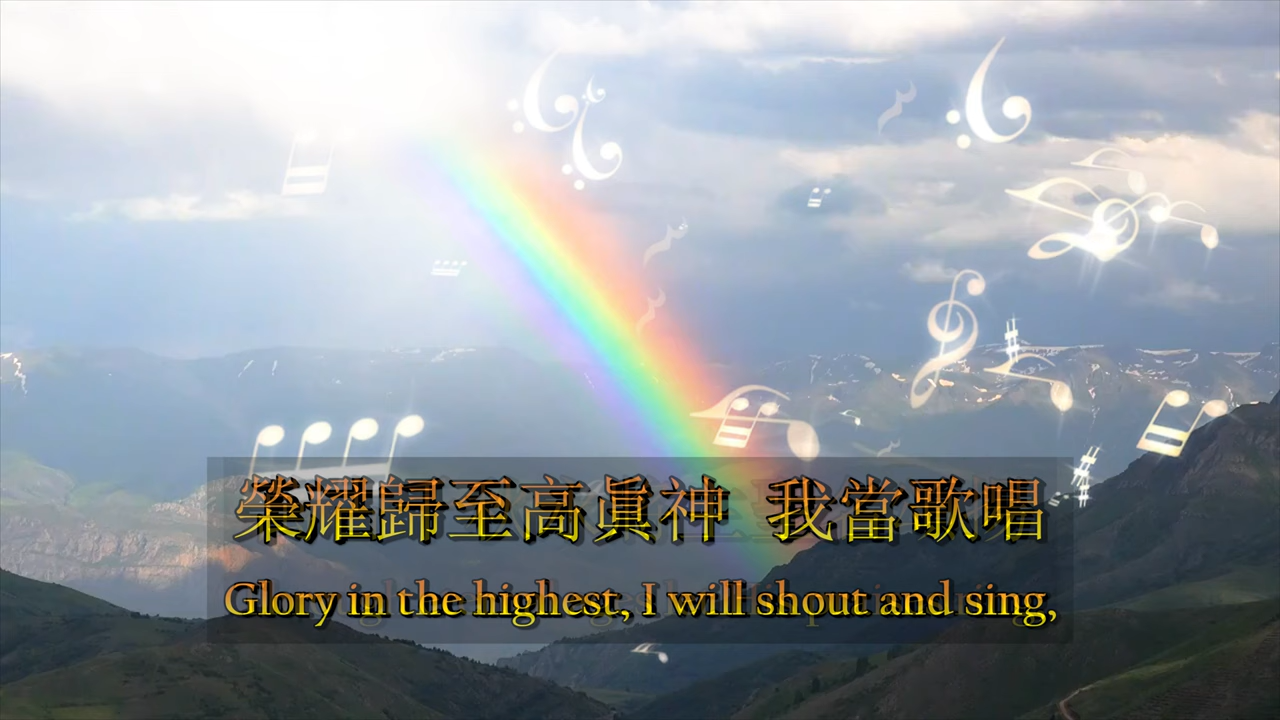 榮耀歸至高眞神 我當歌唱
Glory in the highest, I will shout and sing,